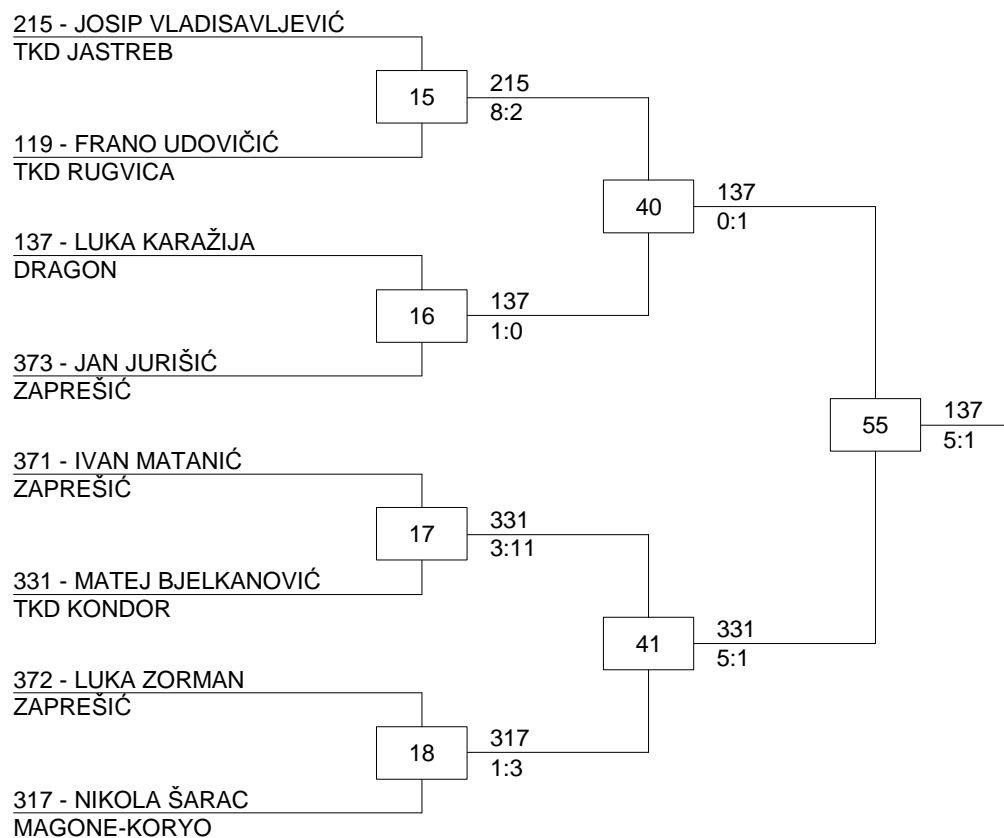 215 - JOSIP VLADISAVLJEVIĆ
TKD JASTREB
15
215
8:2
119 - FRANO UDOVIČIĆ
TKD RUGVICA
40
137
0:1
137 - LUKA KARAŽIJA
DRAGON
16
137
1:0
373 - JAN JURIŠIĆ
ZAPREŠIĆ
55
137
5:1
371 - IVAN MATANIĆ
ZAPREŠIĆ
17
331
3:11
331 - MATEJ BJELKANOVIĆ
TKD KONDOR
41
331
5:1
372 - LUKA ZORMAN
ZAPREŠIĆ
18
317
1:3
317 - NIKOLA ŠARAC
MAGONE-KORYO